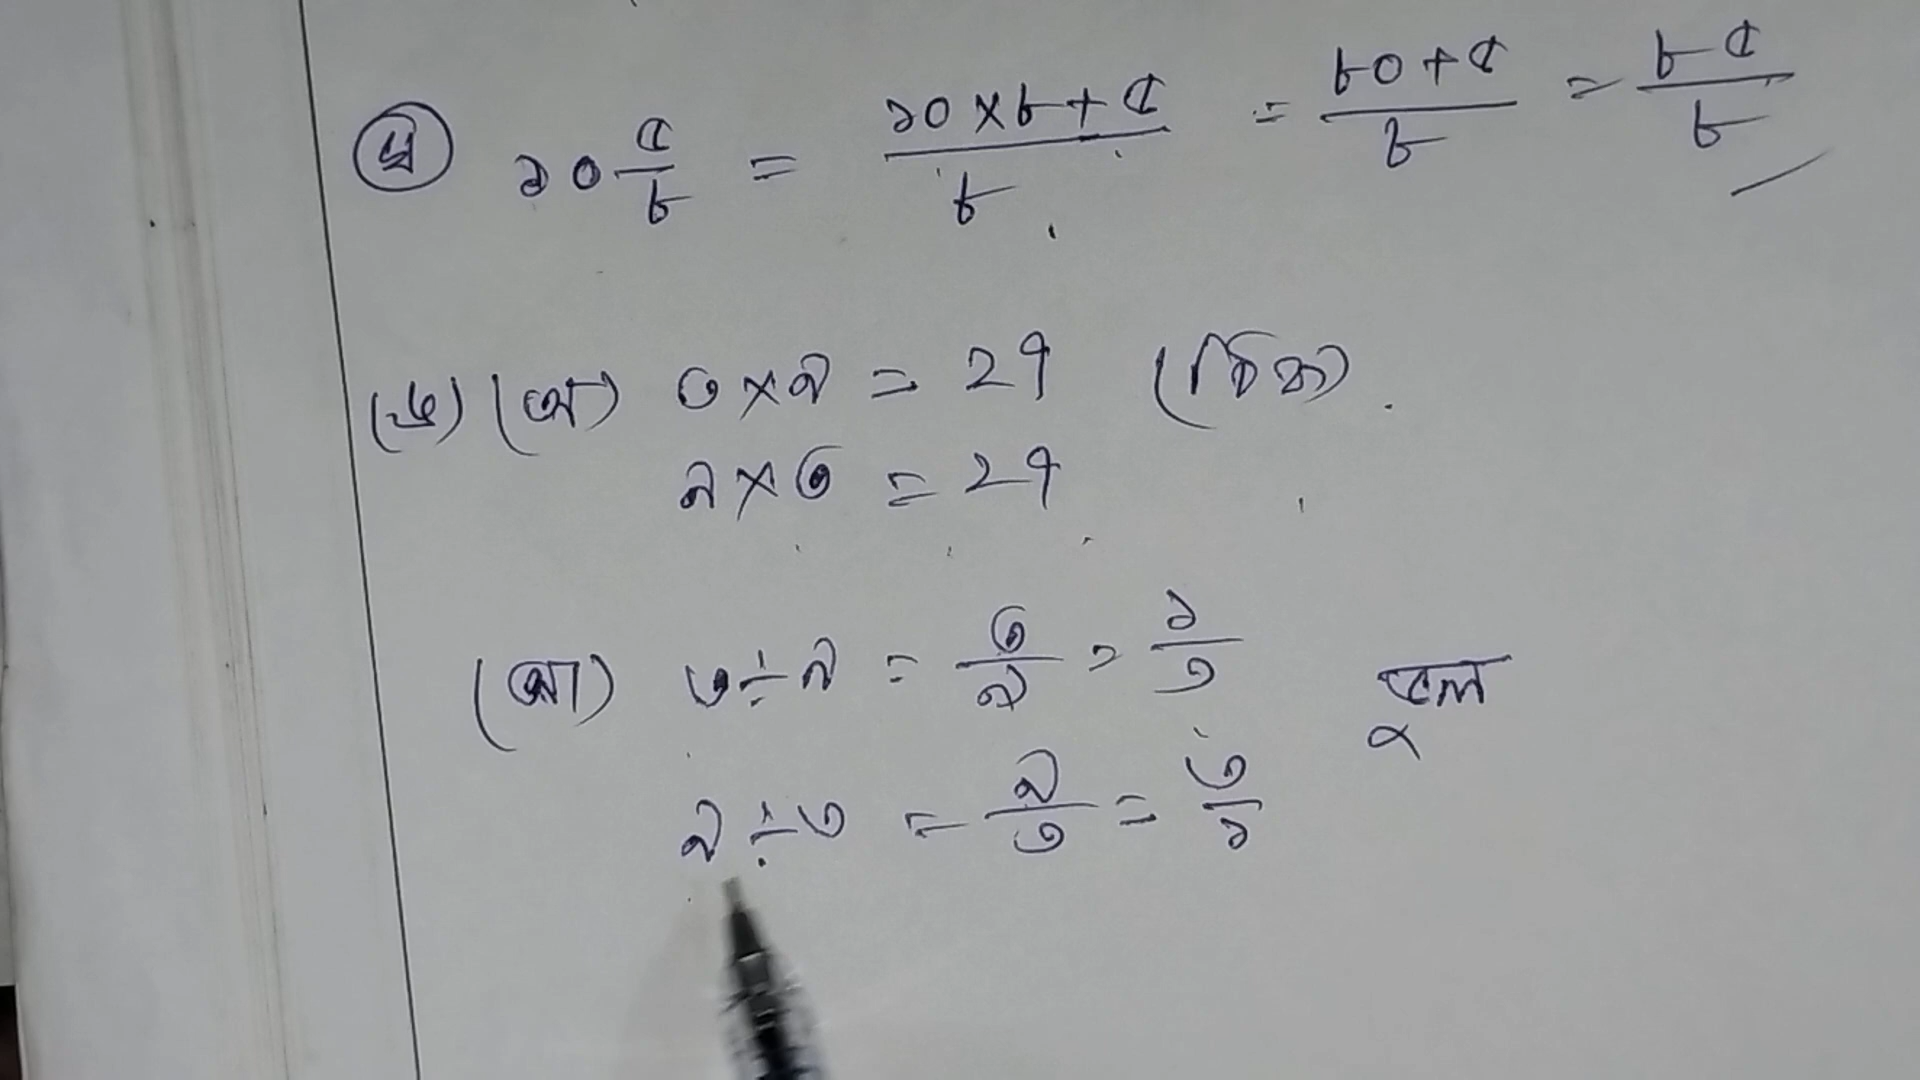 (ঘ) ১০ ৫/৮ = (১০×৮+৫)/৮ = (৮০+৫)/৮ = ৮৫/৮
(ঙ) (অ) ৩×৯ = ২৭ (ঠিক)
৯×৩ = ২৭
(আ) ৩÷৯ = ৩/৯ = ১/৩ ভুল
৯÷৩ = ৯/৩ = ৩/১